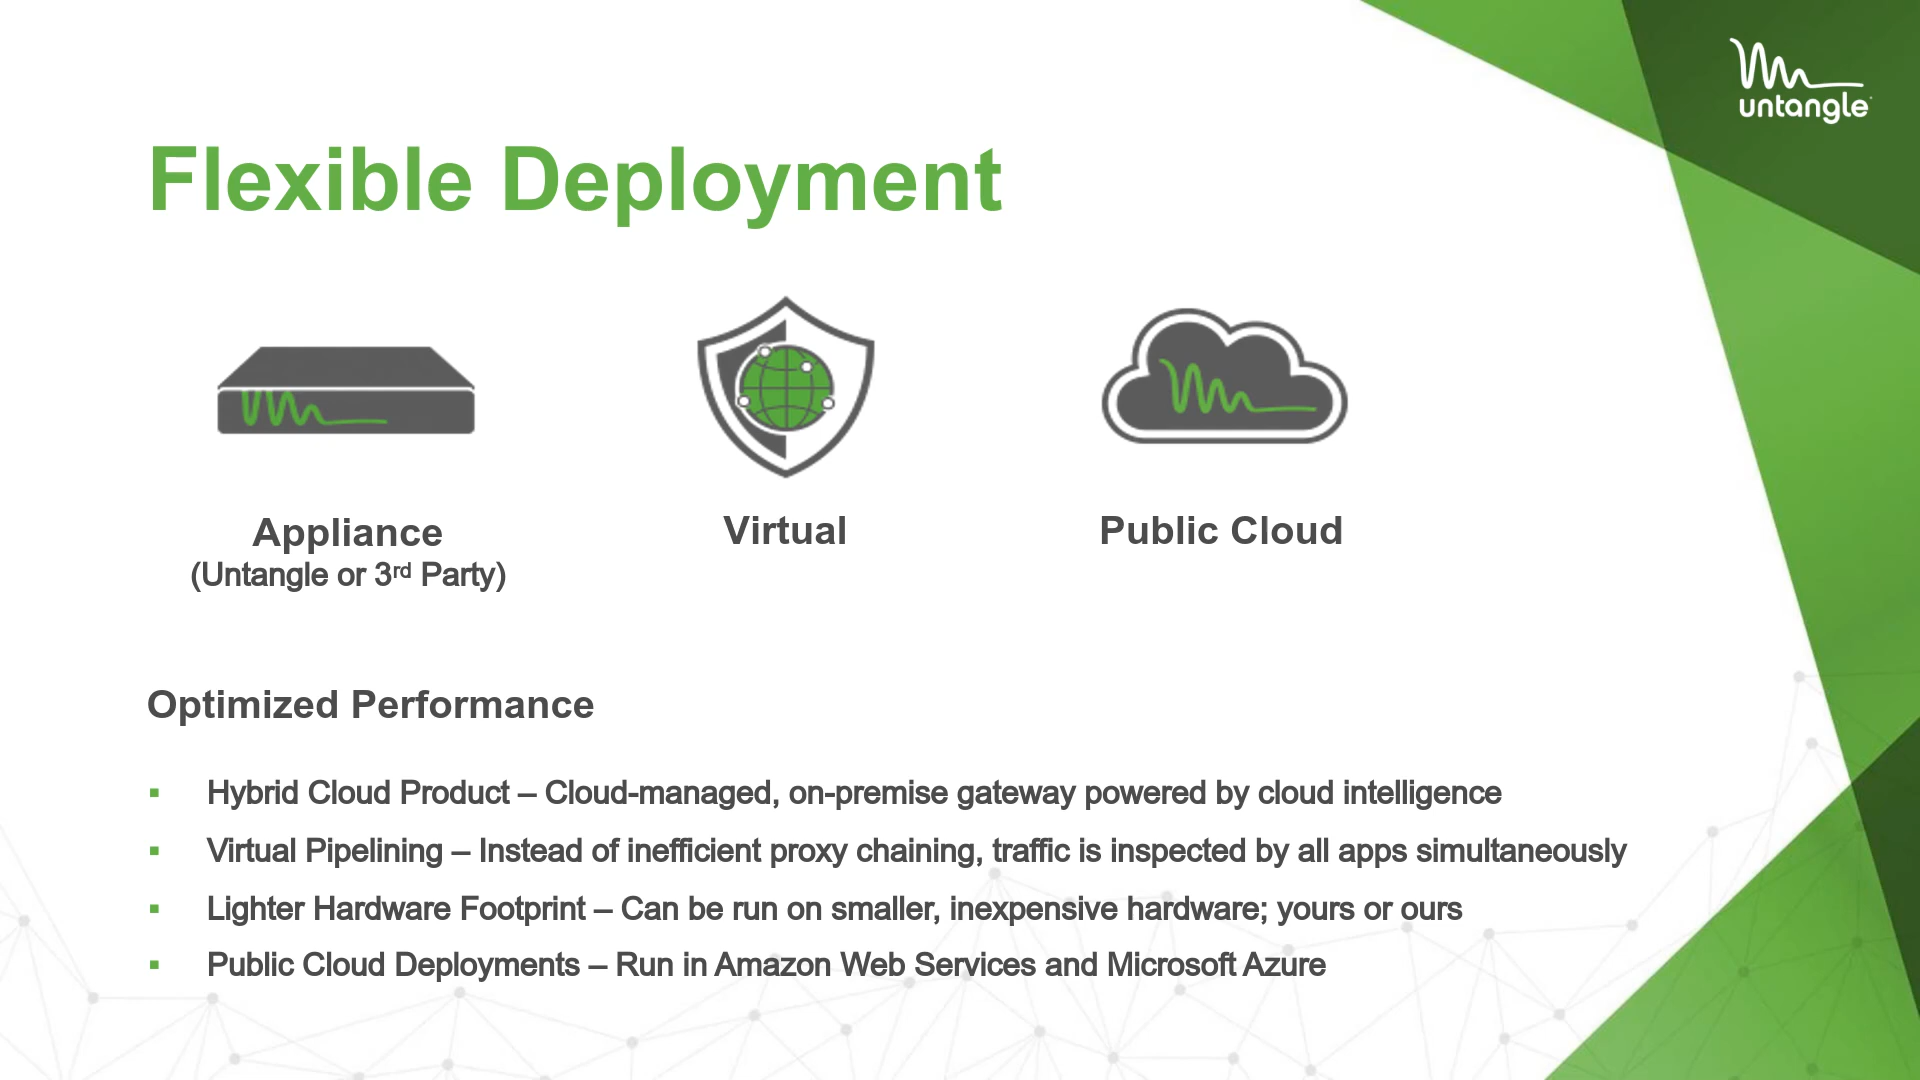 untangle
Flexible Deployment
Appliance
(Untangle or 3rd Party)
Virtual
Public Cloud
Optimized Performance
▪ Hybrid Cloud Product – Cloud-managed, on-premise gateway powered by cloud intelligence
▪ Virtual Pipelining – Instead of inefficient proxy chaining, traffic is inspected by all apps simultaneously
▪ Lighter Hardware Footprint – Can be run on smaller, inexpensive hardware; yours or ours
▪ Public Cloud Deployments – Run in Amazon Web Services and Microsoft Azure